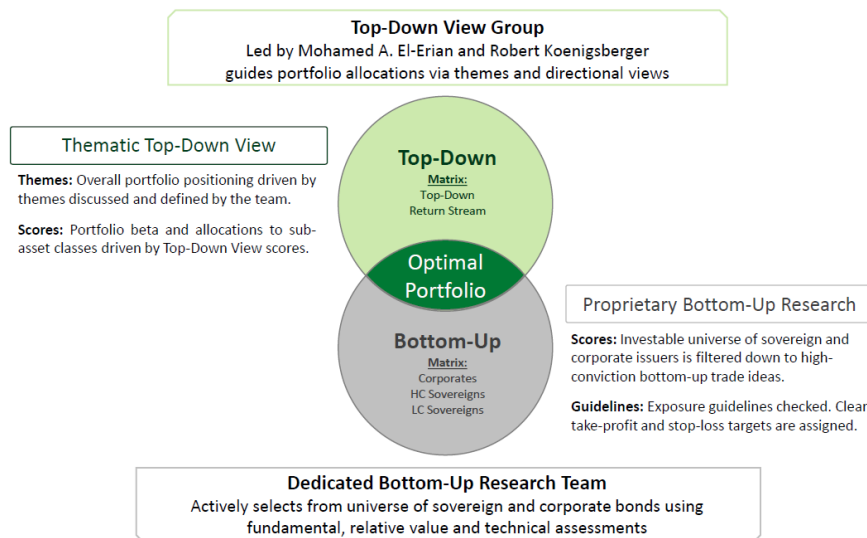 Top-Down View Group
Led by Mohamed A. El-Erian and Robert Koenigsberger
guides portfolio allocations via themes and directional views
Thematic Top-Down View
Themes: Overall portfolio positioning driven by
themes discussed and defined by the team.
Scores: Portfolio beta and allocations to sub-
asset classes driven by Top-Down View scores.
Top-Down
Matrix:
Top-Down
Return Stream
Optimal
Portfolio
Bottom-Up
Matrix:
Corporates
HC Sovereigns
LC Sovereigns
Proprietary Bottom-Up Research
Scores: Investable universe of sovereign and
corporate issuers is filtered down to high-
conviction bottom-up trade ideas.
Guidelines: Exposure guidelines checked. Clear
take-profit and stop-loss targets are assigned.
Dedicated Bottom-Up Research Team
Actively selects from universe of sovereign and corporate bonds using
fundamental, relative value and technical assessments